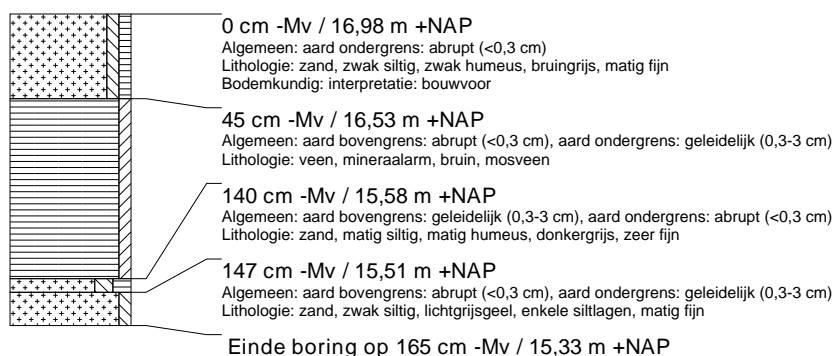 0 cm -Mv / 16,98 m +NAP
Algemeen: aard ondergrens: abrupt (<0,3 cm)
Lithologie: zand, zwak siltig, zwak humeus, bruingrijs, matig fijn
Bodemkundig: interpretatie: bouwvoor
45 cm -Mv / 16,53 m +NAP
Algemeen: aard bovengrens: abrupt (<0,3 cm), aard ondergrens: geleidelijk (0,3-3 cm)
Lithologie: veen, mineraalarm, bruin, mosveen
140 cm -Mv / 15,58 m +NAP
Algemeen: aard bovengrens: geleidelijk (0,3-3 cm), aard ondergrens: abrupt (<0,3 cm)
Lithologie: zand, matig siltig, matig humeus, donkergrijs, zeer fijn
147 cm -Mv / 15,51 m +NAP
Algemeen: aard bovengrens: abrupt (<0,3 cm), aard ondergrens: geleidelijk (0,3-3 cm)
Lithologie: zand, zwak siltig, lichtgrijsgeel, enkele siltlagen, matig fijn
Einde boring op 165 cm -Mv / 15,33 m +NAP